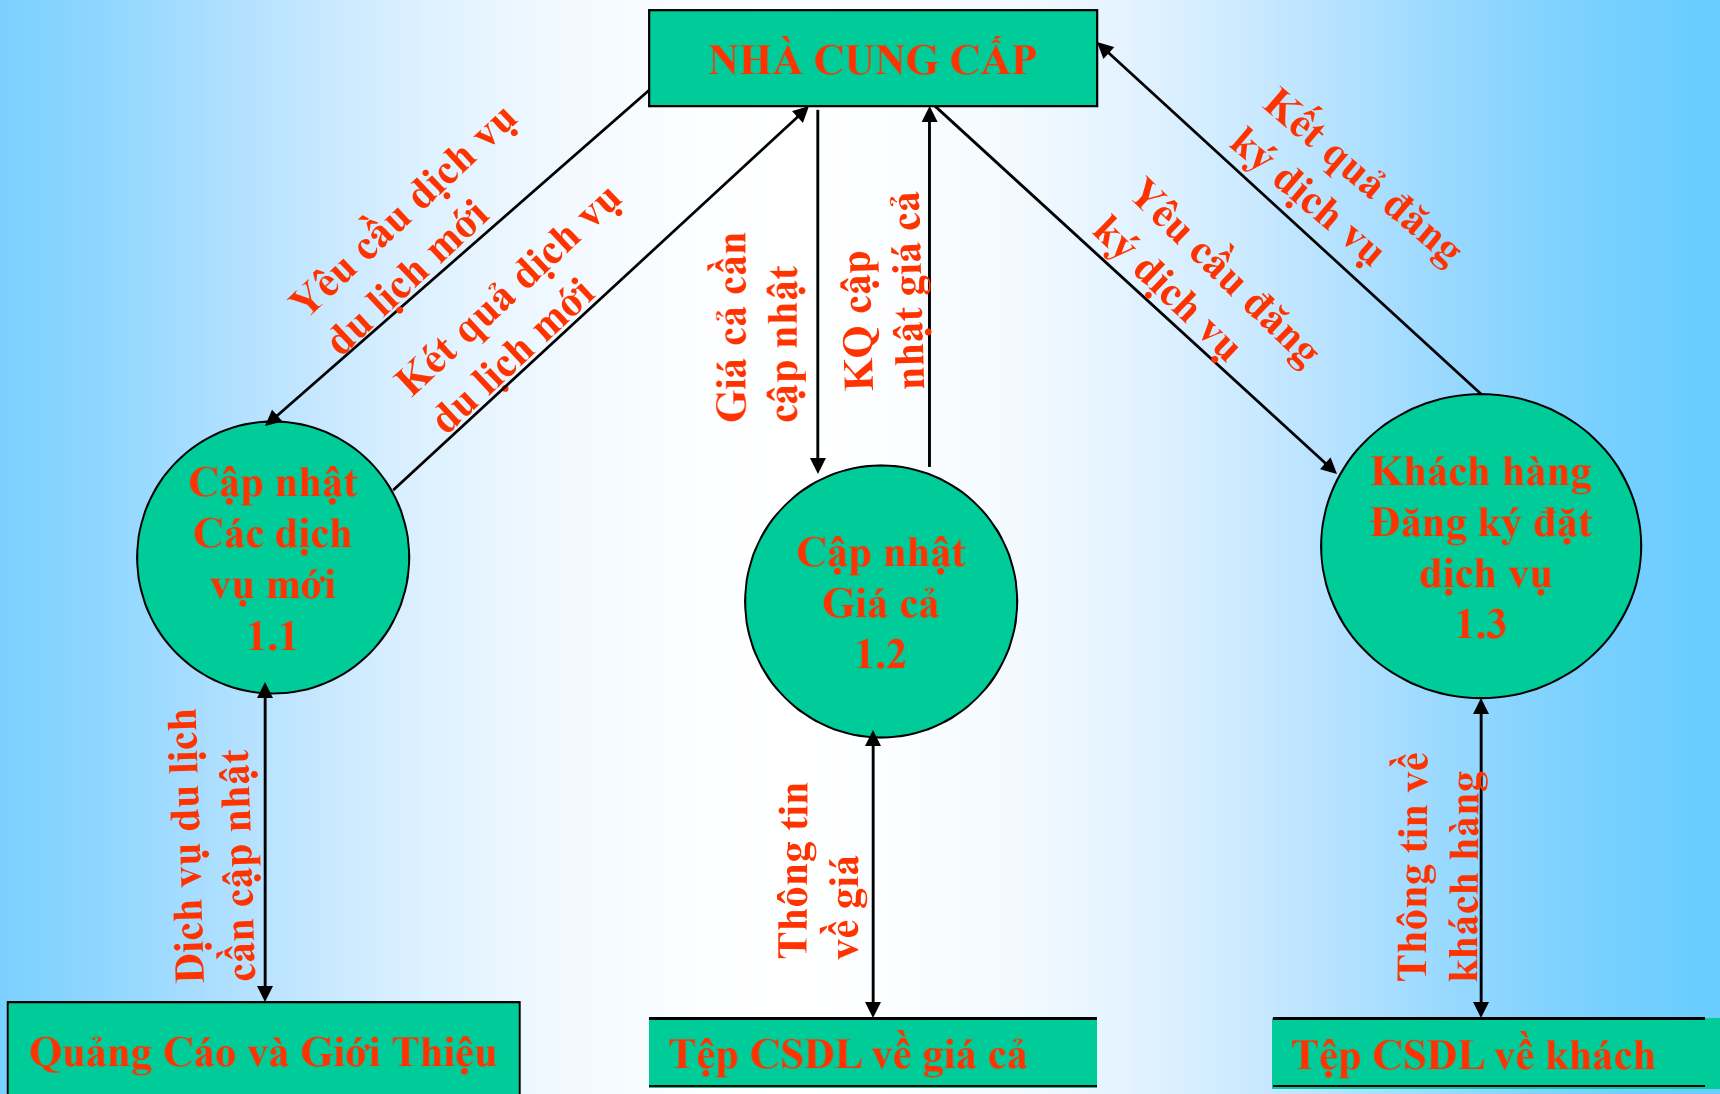 NHÀ CUNG CẤP
Yêu cầu dịch vụ
du lịch mới
Két quả dịch vụ
du lịch mới
Giá cả cần
cập nhật
KQ cập
nhật giá cả
Yêu cầu đăng
ký dịch vụ
Kết quả đăng
ký dịch vụ
Cập nhật
Các dịch
vụ mới
1.1
Cập nhật
Giá cả
1.2
Khách hàng
Đăng ký đặt
dịch vụ
1.3
Dịch vụ du lịch
cần cập nhật
Thông tin
về giá
Thông tin về
khách hàng
Quảng Cáo và Giới Thiệu
Tệp CSDL về giá cả
Tệp CSDL về khách